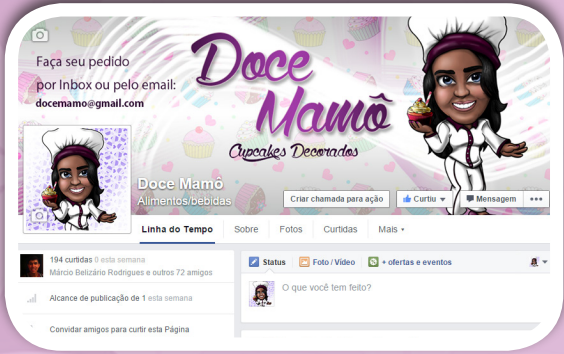 Faça seu pedido
por Inbox ou pelo email:
docemamo@gmail.com
Doce
Mamô
Cupcakes Decorados
Doce Mamô
Alimentos/bebidas
Criar chamada para ação
Curtiu
Mensagem
Linha do Tempo
Sobre
Fotos
Curtidas
Mais
194 curtidas 0 esta semana
Márcio Belizário Rodrigues e outros 72 amigos
Alcance de publicação de 1 esta semana
Convidar amigos para curtir esta Página
Status
Foto / Vídeo
+ ofertas e eventos
O que você tem feito?